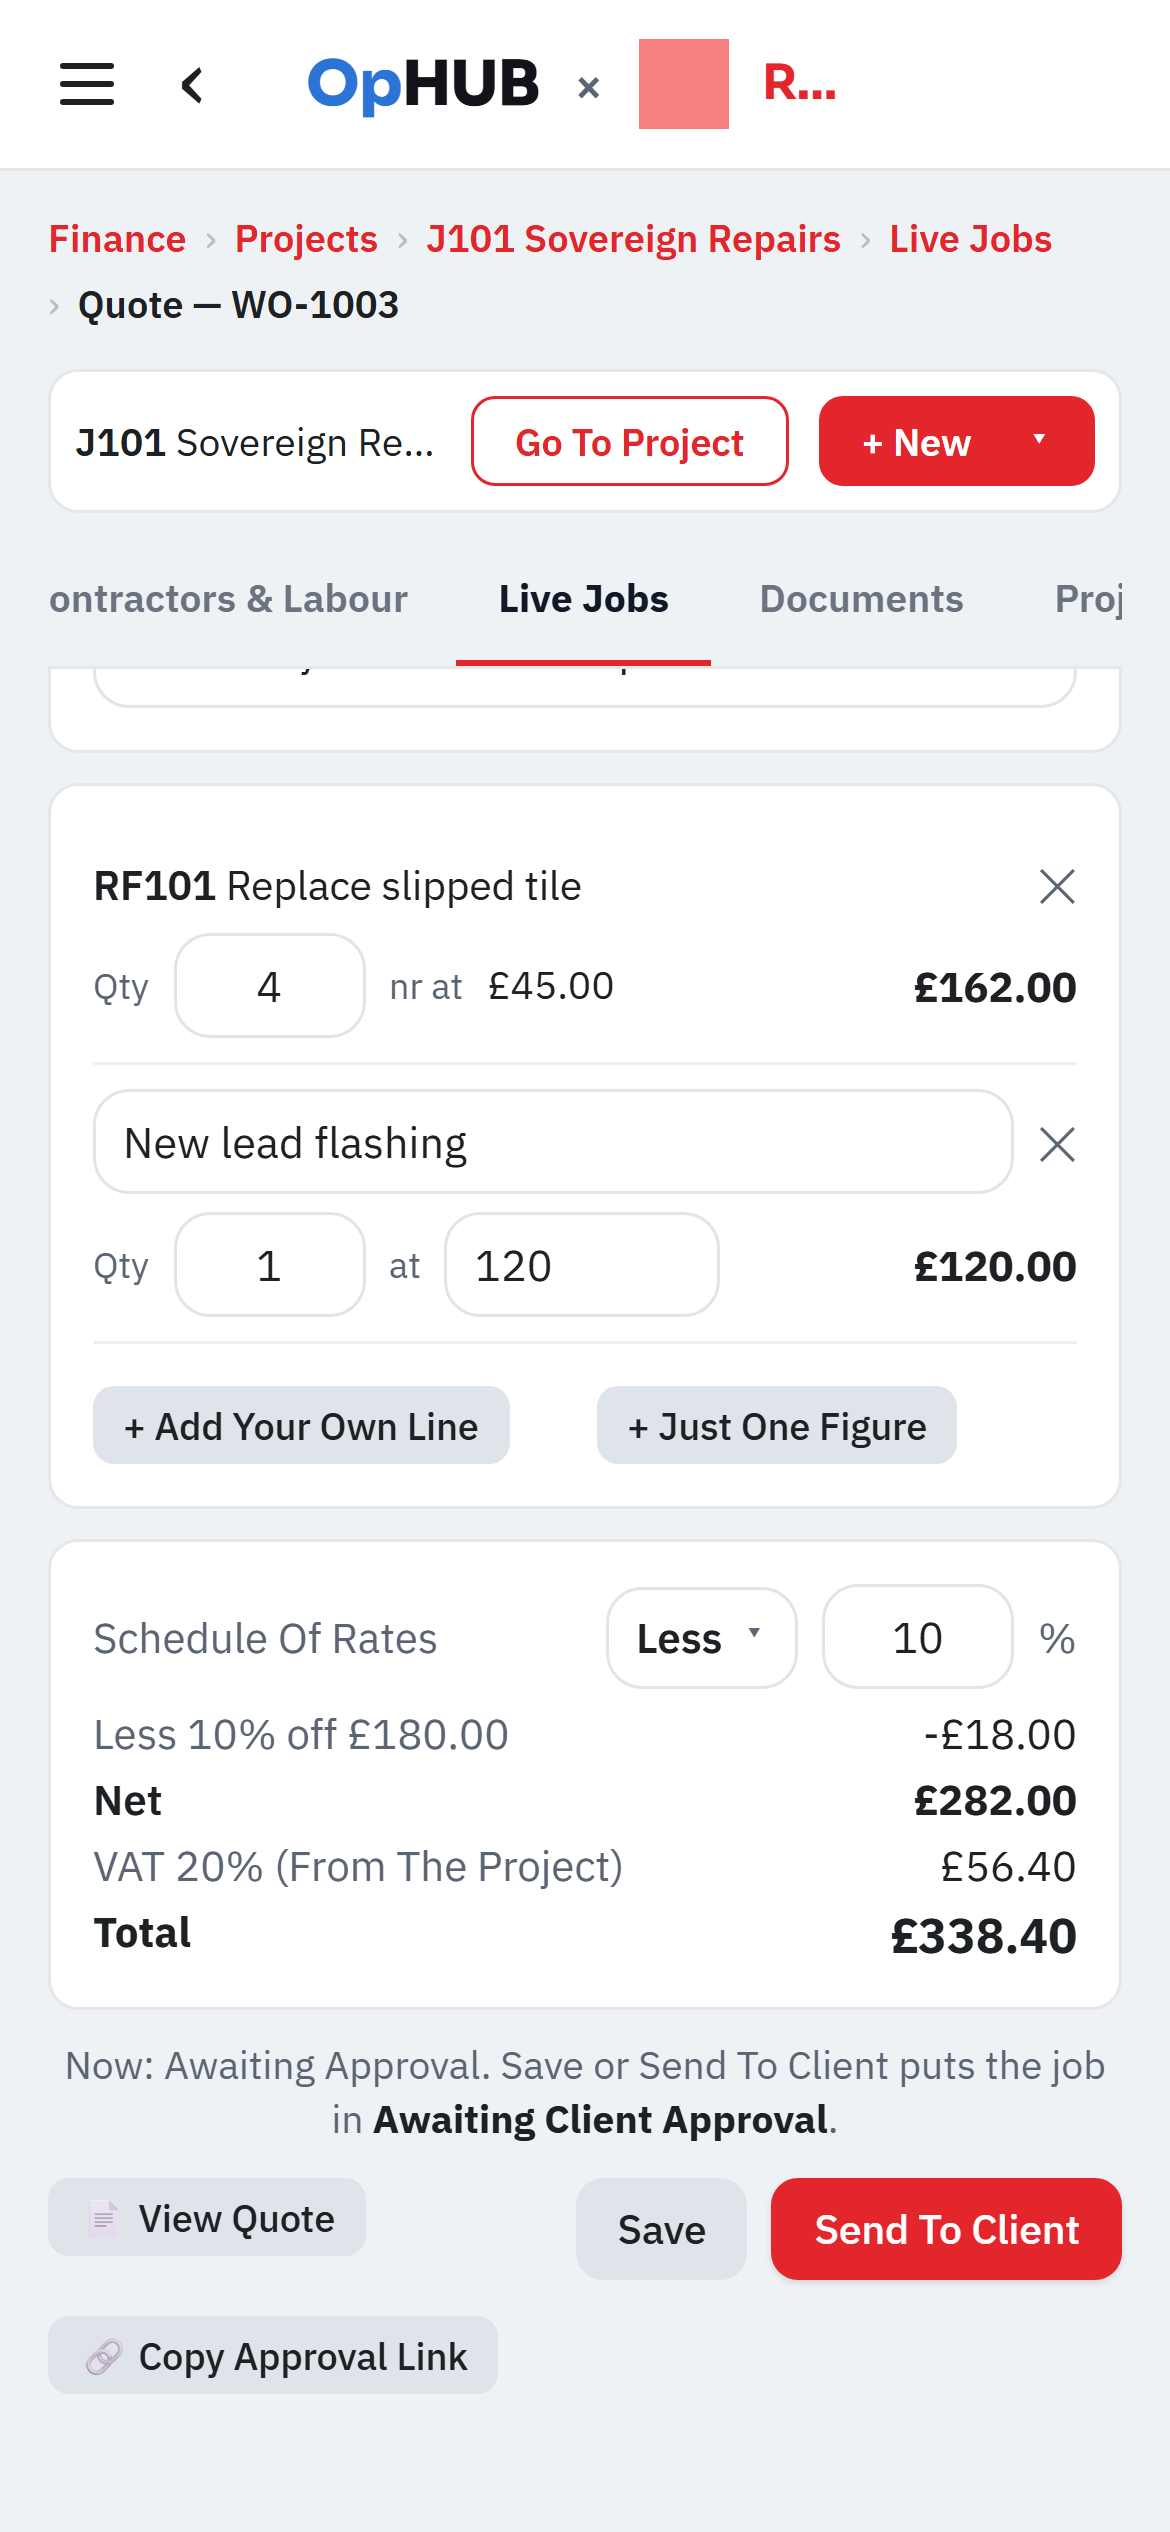 OpHUB × R...
Finance › Projects › J101 Sovereign Repairs › Live Jobs
› Quote — WO-1003
J101 Sovereign Re... Go To Project + New ▾
ontractors & Labour Live Jobs Documents Proj
RF101 Replace slipped tile ×
Qty 4 nr at £45.00 £162.00
New lead flashing ×
Qty 1 at 120 £120.00
+ Add Your Own Line + Just One Figure
Schedule Of Rates Less ▾ 10 %
Less 10% off £180.00 -£18.00
Net £282.00
VAT 20% (From The Project) £56.40
Total £338.40
Now: Awaiting Approval. Save or Send To Client puts the job
in Awaiting Client Approval.
View Quote Save Send To Client
Copy Approval Link